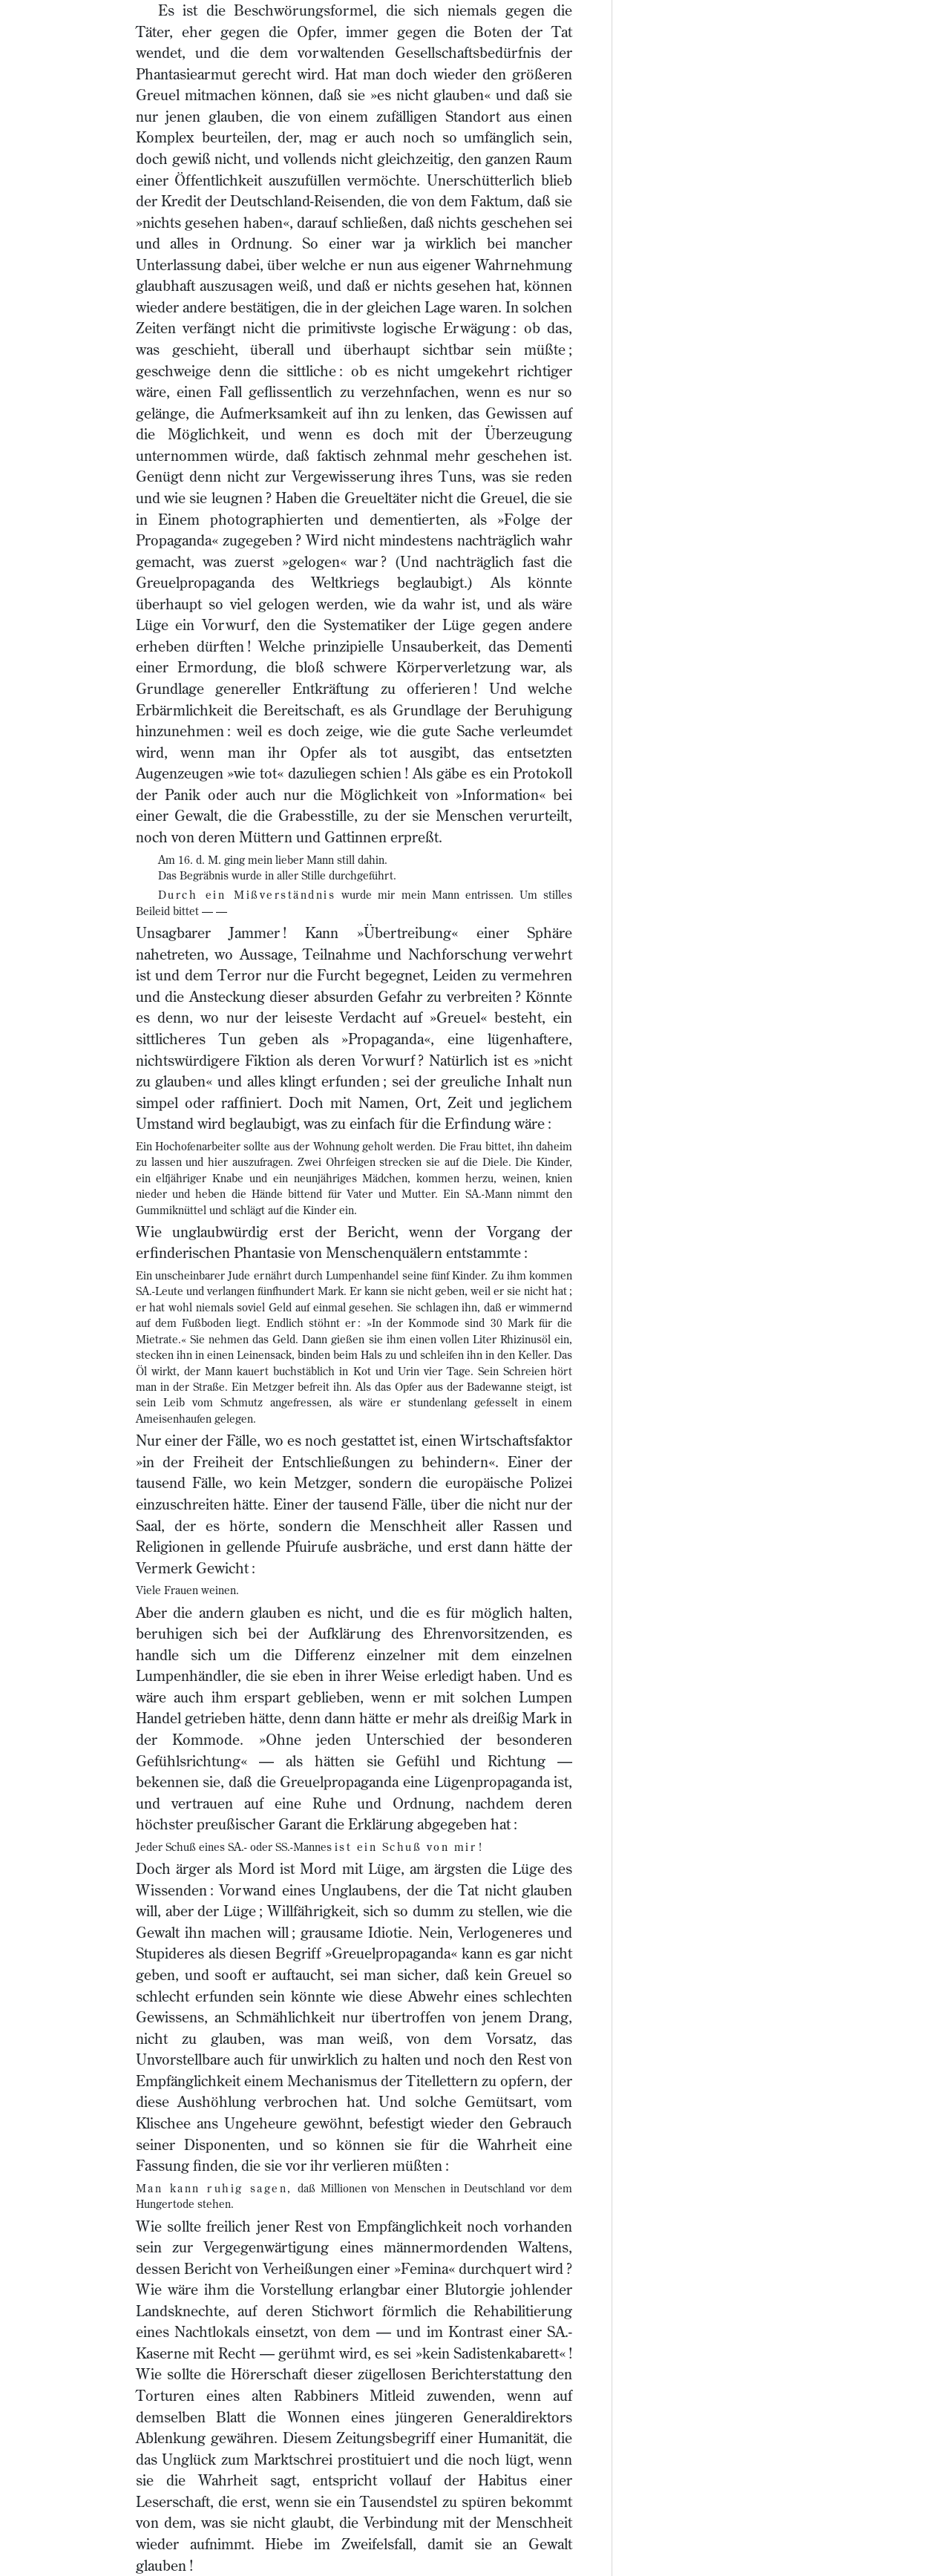 Es ist die Beschwörungsformel, die sich niemals gegen die
Täter, eher gegen die Opfer, immer gegen die Boten der Tat
wendet, und die dem vorwaltenden Gesellschaftsbedürfnis der
Phantasiearmut gerecht wird. Hat man doch wieder den größeren
Greuel mitmachen können, daß sie »es nicht glauben« und daß sie
nur jenen glauben, die von einem zufälligen Standort aus einen
Komplex beurteilen, der, mag er auch noch so umfänglich sein,
doch gewiß nicht, und vollends nicht gleichzeitig, den ganzen Raum
einer Öffentlichkeit auszufüllen vermöchte. Unerschütterlich blieb
der Kredit der Deutschland-Reisenden, die von dem Faktum, daß sie
»nichts gesehen haben«, darauf schließen, daß nichts geschehen sei
und alles in Ordnung. So einer war ja wirklich bei mancher
Unterlassung dabei, über welche er nun aus eigener Wahrnehmung
glaubhaft auszusagen weiß, und daß er nichts gesehen hat, können
wieder andere bestätigen, die in der gleichen Lage waren. In solchen
Zeiten verfängt nicht die primitivste logische Erwägung : ob das,
was geschieht, überall und überhaupt sichtbar sein müßte ;
geschweige denn die sittliche : ob es nicht umgekehrt richtiger
wäre, einen Fall geflissentlich zu verzehnfachen, wenn es nur so
gelänge, die Aufmerksamkeit auf ihn zu lenken, das Gewissen auf
die Möglichkeit, und wenn es doch mit der Überzeugung
unternommen würde, daß faktisch zehnmal mehr geschehen ist.
Genügt denn nicht zur Vergewisserung ihres Tuns, was sie reden
und wie sie leugnen ? Haben die Greueltäter nicht die Greuel, die sie
in Einem photographierten und dementierten, als »Folge der
Propaganda« zugegeben ? Wird nicht mindestens nachträglich wahr
gemacht, was zuerst »gelogen« war ? (Und nachträglich fast die
Greuelpropaganda des Weltkriegs beglaubigt.) Als könnte
überhaupt so viel gelogen werden, wie da wahr ist, und als wäre
Lüge ein Vorwurf, den die Systematiker der Lüge gegen andere
erheben dürften ! Welche prinzipielle Unsauberkeit, das Dementi
einer Ermordung, die bloß schwere Körperverletzung war, als
Grundlage genereller Entkräftung zu offerieren ! Und welche
Erbärmlichkeit die Bereitschaft, es als Grundlage der Beruhigung
hinzunehmen : weil es doch zeige, wie die gute Sache verleumdet
wird, wenn man ihr Opfer als tot ausgibt, das entsetzten
Augenzeugen »wie tot« dazuliegen schien ! Als gäbe es ein Protokoll
der Panik oder auch nur die Möglichkeit von »Information« bei
einer Gewalt, die die Grabesstille, zu der sie Menschen verurteilt,
noch von deren Müttern und Gattinnen erpreßt.
Am 16. d. M. ging mein lieber Mann still dahin.
Das Begräbnis wurde in aller Stille durchgeführt.
Durch ein Mißverständnis wurde mir mein Mann entrissen. Um stilles
Beileid bittet — —
Unsagbarer Jammer ! Kann »Übertreibung« einer Sphäre
nahetreten, wo Aussage, Teilnahme und Nachforschung verwehrt
ist und dem Terror nur die Furcht begegnet, Leiden zu vermehren
und die Ansteckung dieser absurden Gefahr zu verbreiten ? Könnte
es denn, wo nur der leiseste Verdacht auf »Greuel« besteht, ein
sittlicheres Tun geben als »Propaganda«, eine lügenhaftere,
nichtswürdigere Fiktion als deren Vorwurf ? Natürlich ist es »nicht
zu glauben« und alles klingt erfunden ; sei der greuliche Inhalt nun
simpel oder raffiniert. Doch mit Namen, Ort, Zeit und jeglichem
Umstand wird beglaubigt, was zu einfach für die Erfindung wäre :
Ein Hochofenarbeiter sollte aus der Wohnung geholt werden. Die Frau bittet, ihn daheim
zu lassen und hier auszufragen. Zwei Ohrfeigen strecken sie auf die Diele. Die Kinder,
ein elfjähriger Knabe und ein neunjähriges Mädchen, kommen herzu, weinen, knien
nieder und heben die Hände bittend für Vater und Mutter. Ein SA.-Mann nimmt den
Gummiknüttel und schlägt auf die Kinder ein.
Wie unglaubwürdig erst der Bericht, wenn der Vorgang der
erfinderischen Phantasie von Menschenquälern entstammte :
Ein unscheinbarer Jude ernährt durch Lumpenhandel seine fünf Kinder. Zu ihm kommen
SA.-Leute und verlangen fünfhundert Mark. Er kann sie nicht geben, weil er sie nicht hat ;
er hat wohl niemals soviel Geld auf einmal gesehen. Sie schlagen ihn, daß er wimmernd
auf dem Fußboden liegt. Endlich stöhnt er : »In der Kommode sind 30 Mark für die
Mietrate.« Sie nehmen das Geld. Dann gießen sie ihm einen vollen Liter Rhizinusöl ein,
stecken ihn in einen Leinensack, binden beim Hals zu und schleifen ihn in den Keller. Das
Öl wirkt, der Mann kauert buchstäblich in Kot und Urin vier Tage. Sein Schreien hört
man in der Straße. Ein Metzger befreit ihn. Als das Opfer aus der Badewanne steigt, ist
sein Leib vom Schmutz angefressen, als wäre er stundenlang gefesselt in einem
Ameisenhaufen gelegen.
Nur einer der Fälle, wo es noch gestattet ist, einen Wirtschaftsfaktor
»in der Freiheit der Entschließungen zu behindern«. Einer der
tausend Fälle, wo kein Metzger, sondern die europäische Polizei
einzuschreiten hätte. Einer der tausend Fälle, über die nicht nur der
Saal, der es hörte, sondern die Menschheit aller Rassen und
Religionen in gellende Pfuirufe ausbräche, und erst dann hätte der
Vermerk Gewicht :
Viele Frauen weinen.
Aber die andern glauben es nicht, und die es für möglich halten,
beruhigen sich bei der Aufklärung des Ehrenvorsitzenden, es
handle sich um die Differenz einzelner mit dem einzelnen
Lumpenhändler, die sie eben in ihrer Weise erledigt haben. Und es
wäre auch ihm erspart geblieben, wenn er mit solchen Lumpen
Handel getrieben hätte, denn dann hätte er mehr als dreißig Mark in
der Kommode. »Ohne jeden Unterschied der besonderen
Gefühlsrichtung« — als hätten sie Gefühl und Richtung —
bekennen sie, daß die Greuelpropaganda eine Lügenpropaganda ist,
und vertrauen auf eine Ruhe und Ordnung, nachdem deren
höchster preußischer Garant die Erklärung abgegeben hat :
Jeder Schuß eines SA.- oder SS.-Mannes ist ein Schuß von mir !
Doch ärger als Mord ist Mord mit Lüge, am ärgsten die Lüge des
Wissenden : Vorwand eines Unglaubens, der die Tat nicht glauben
will, aber der Lüge ; Willfährigkeit, sich so dumm zu stellen, wie die
Gewalt ihn machen will ; grausame Idiotie. Nein, Verlogeneres und
Stupideres als diesen Begriff »Greuelpropaganda« kann es gar nicht
geben, und sooft er auftaucht, sei man sicher, daß kein Greuel so
schlecht erfunden sein könnte wie diese Abwehr eines schlechten
Gewissens, an Schmählichkeit nur übertroffen von jenem Drang,
nicht zu glauben, was man weiß, von dem Vorsatz, das
Unvorstellbare auch für unwirklich zu halten und noch den Rest von
Empfänglichkeit einem Mechanismus der Titellettern zu opfern, der
diese Aushöhlung verbrochen hat. Und solche Gemütsart, vom
Klischee ans Ungeheure gewöhnt, befestigt wieder den Gebrauch
seiner Disponenten, und so können sie für die Wahrheit eine
Fassung finden, die sie vor ihr verlieren müßten :
Man kann ruhig sagen, daß Millionen von Menschen in Deutschland vor dem
Hungertode stehen.
Wie sollte freilich jener Rest von Empfänglichkeit noch vorhanden
sein zur Vergegenwärtigung eines männermordenden Waltens,
dessen Bericht von Verheißungen einer »Femina« durchquert wird ?
Wie wäre ihm die Vorstellung erlangbar einer Blutorgie johlender
Landsknechte, auf deren Stichwort förmlich die Rehabilitierung
eines Nachtlokals einsetzt, von dem — und im Kontrast einer SA.-
Kaserne mit Recht — gerühmt wird, es sei »kein Sadistenkabarett« !
Wie sollte die Hörerschaft dieser zügellosen Berichterstattung den
Torturen eines alten Rabbiners Mitleid zuwenden, wenn auf
demselben Blatt die Wonnen eines jüngeren Generaldirektors
Ablenkung gewähren. Diesem Zeitungsbegriff einer Humanität, die
das Unglück zum Marktschrei prostituiert und die noch lügt, wenn
sie die Wahrheit sagt, entspricht vollauf der Habitus einer
Leserschaft, die erst, wenn sie ein Tausendstel zu spüren bekommt
von dem, was sie nicht glaubt, die Verbindung mit der Menschheit
wieder aufnimmt. Hiebe im Zweifelsfall, damit sie an Gewalt
glauben !